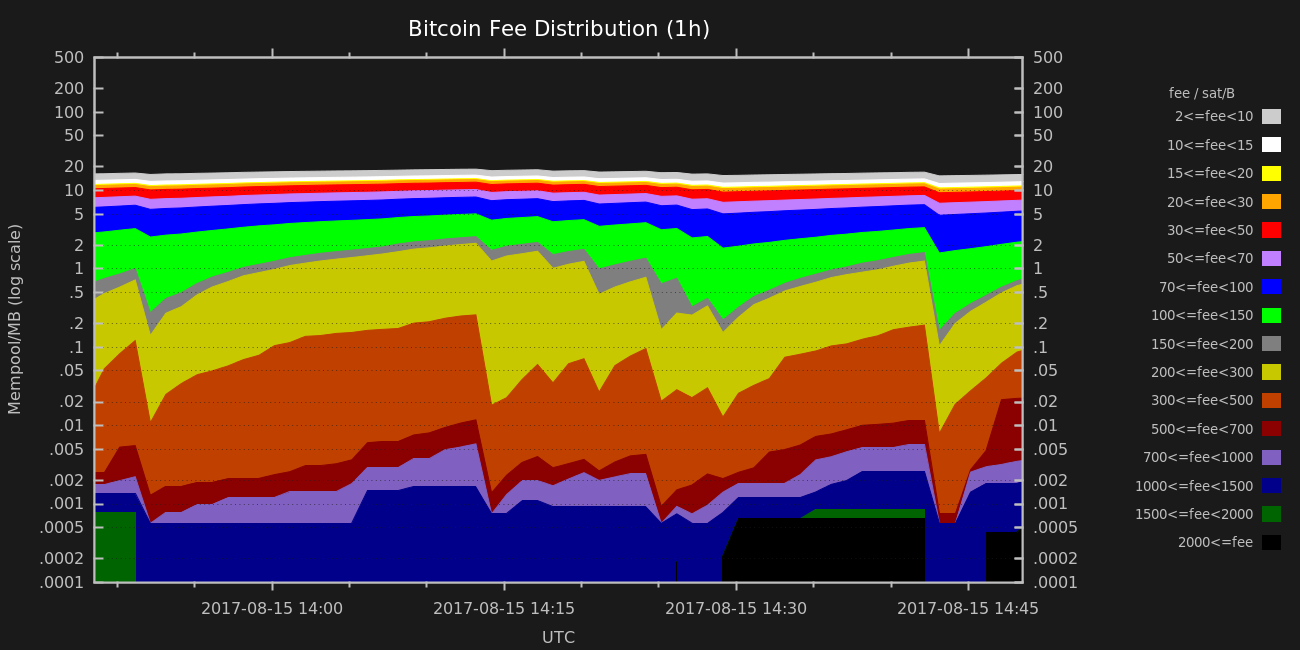 Bitcoin Fee Distribution (1h)
Mempool/MB (log scale)
500
200
100
50
20
10
5
2
1
.5
.2
.1
.05
.02
.01
.005
.002
.001
.0005
.0002
.0001
500
200
100
50
20
10
5
2
1
.5
.2
.1
.05
.02
.01
.005
.002
.001
.0005
.0002
.0001
2017-08-15 14:00 2017-08-15 14:15 2017-08-15 14:30 2017-08-15 14:45
UTC
fee / sat/B
2<=fee<10
10<=fee<15
15<=fee<20
20<=fee<30
30<=fee<50
50<=fee<70
70<=fee<100
100<=fee<150
150<=fee<200
200<=fee<300
300<=fee<500
500<=fee<700
700<=fee<1000
1000<=fee<1500
1500<=fee<2000
2000<=fee